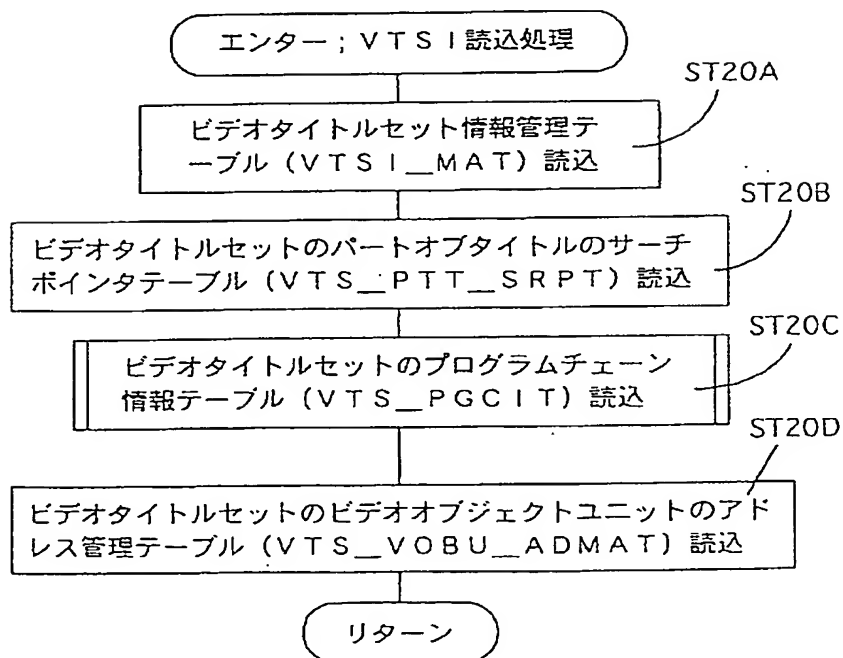 エンター;VTSI読込処理
ST20A
ビデオタイトルセット情報管理テ
ーブル(VTSI__MAT)読込
ST20B
ビデオタイトルセットのパートオブタイトルのサーチ
ポインタテーブル(VTS__PTT__SRPT)読込
ST20C
ビデオタイトルセットのプログラムチェーン
情報テーブル(VTS__PGCIT)読込
ST20D
ビデオタイトルセットのビデオオブジェクトユニットのアド
レス管理テーブル(VTS__VOBU__ADMAT)読込
リターン